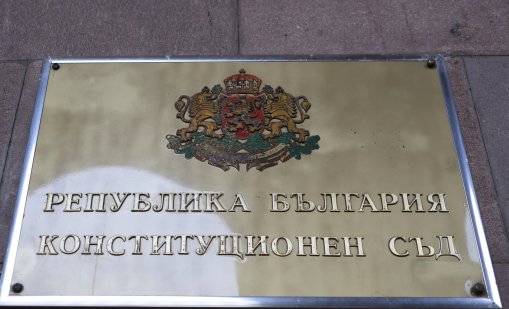 РЕПУБЛИКА БЪЛГАРИЯ
КОНСТИТУЦИОНЕН СЪД